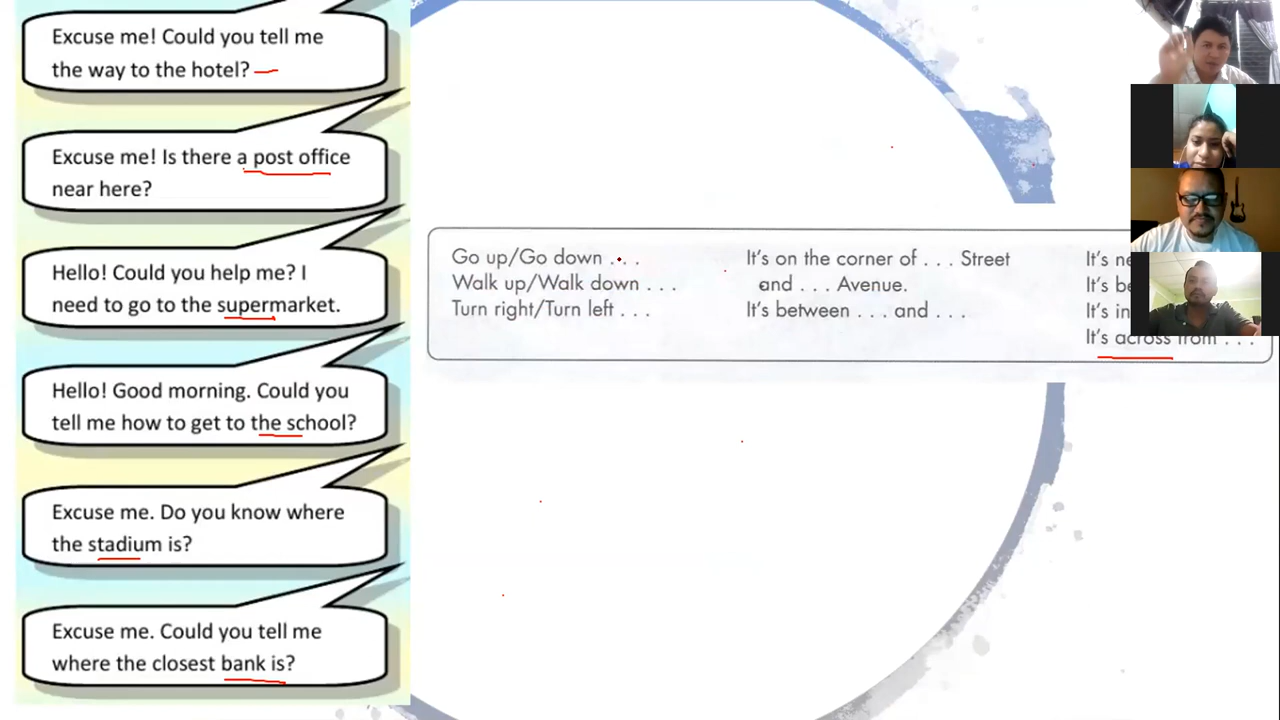 Excuse me! Could you tell me
the way to the hotel?
Excuse me! Is there a post office
near here?
Hello! Could you help me? I
need to go to the supermarket.
Hello! Good morning. Could you
tell me how to get to the school?
Excuse me. Do you know where
the stadium is?
Excuse me. Could you tell me
where the closest bank is?
Go up/Go down . . .
Walk up/Walk down . . .
Turn right/Turn left . . .
It's on the corner of . . . Street
and . . . Avenue.
It's between . . . and . . .
It's
It's
It's
It's across from . . .